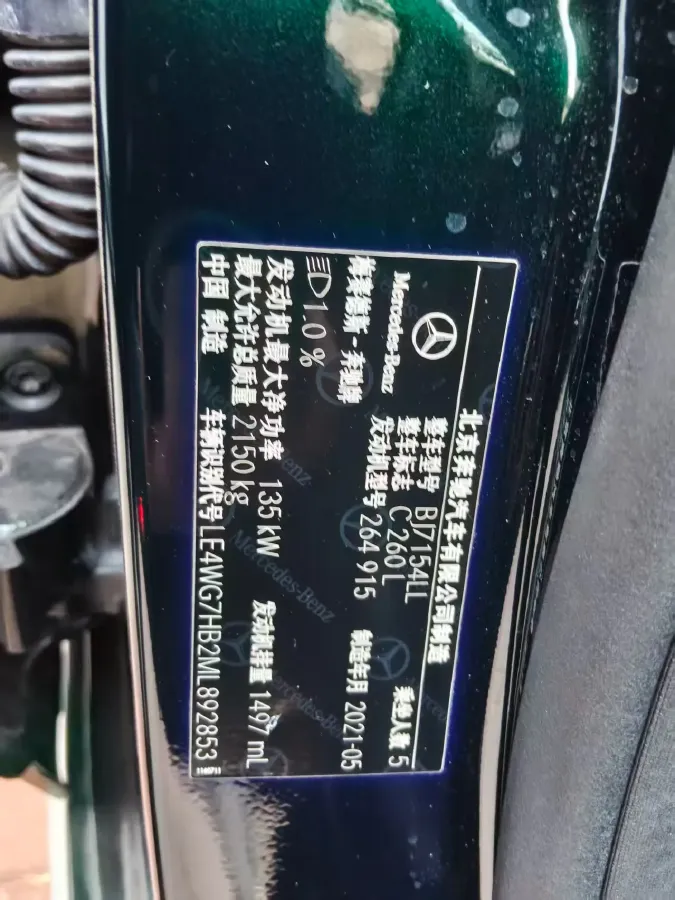 北京奔驰汽车有限公司制造
Mercedes-Benz
梅赛德斯·奔驰牌
整车型号 BJ7154LL 乘坐人数 5
整车标志 C 260 L
发动机型号 264 915 制造年月 2021-05
1.0 %
发动机最大净功率 135 kW 发动机排量 1497 mL
最大允许总质量 2150 kg
中国 制造 车辆识别代号 LE4WG7HB2ML892853